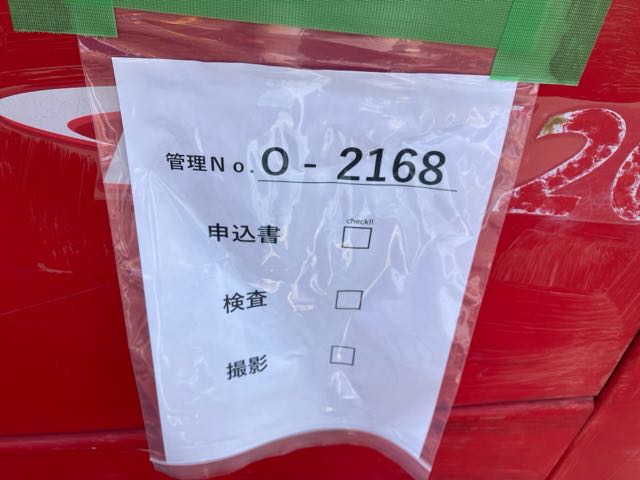 管理No. O - 2168
check!!
申込書 □
検査 □
撮影 □